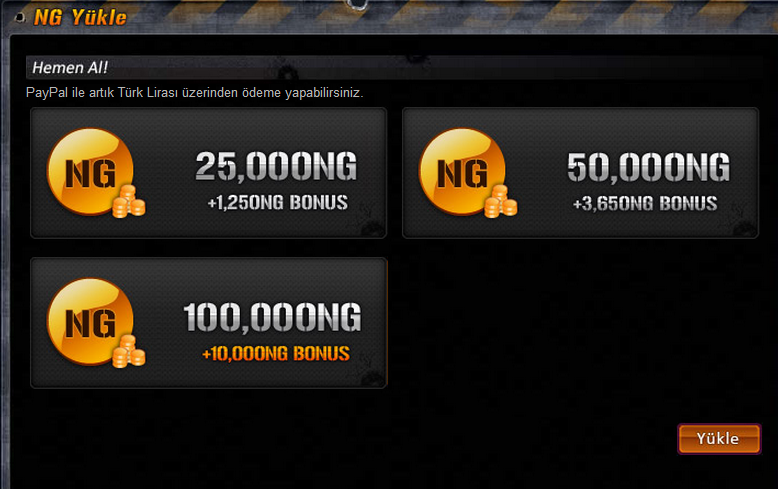 NG Yükle
Hemen Al!
PayPal ile artık Türk Lirası üzerinden ödeme yapabilirsiniz.
NG
25,000NG
+1,250NG BONUS
NG
50,000NG
+3,650NG BONUS
NG
100,000NG
+10,000NG BONUS
Yükle